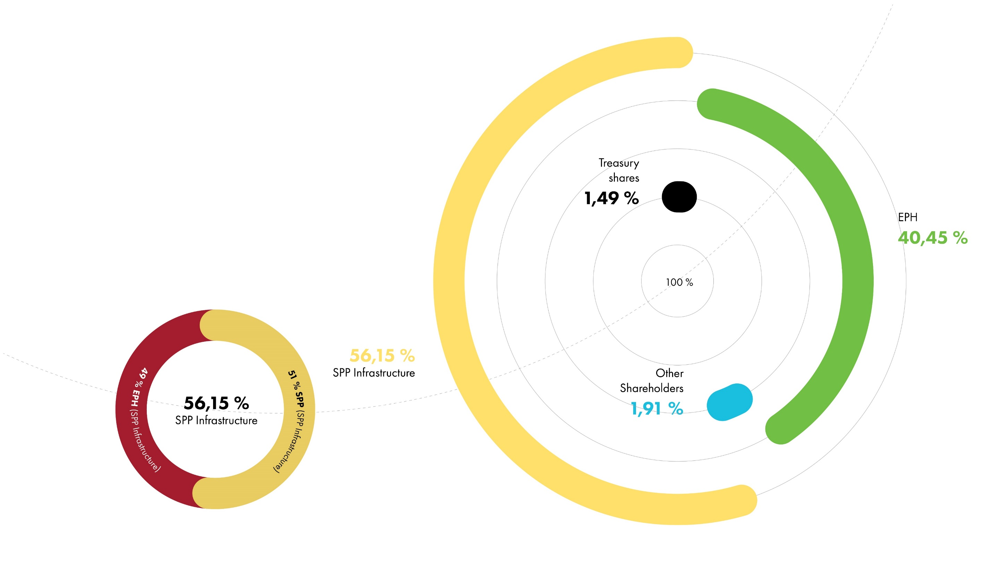 Treasury
shares
1,49 %
EPH
40,45 %
100 %
56,15 %
SPP Infrastructure
Other
Shareholders
1,91 %
49 % EPH (SPP Infrastructure)
56,15 %
SPP Infrastructure
51 % SPP (SPP Infrastructure)